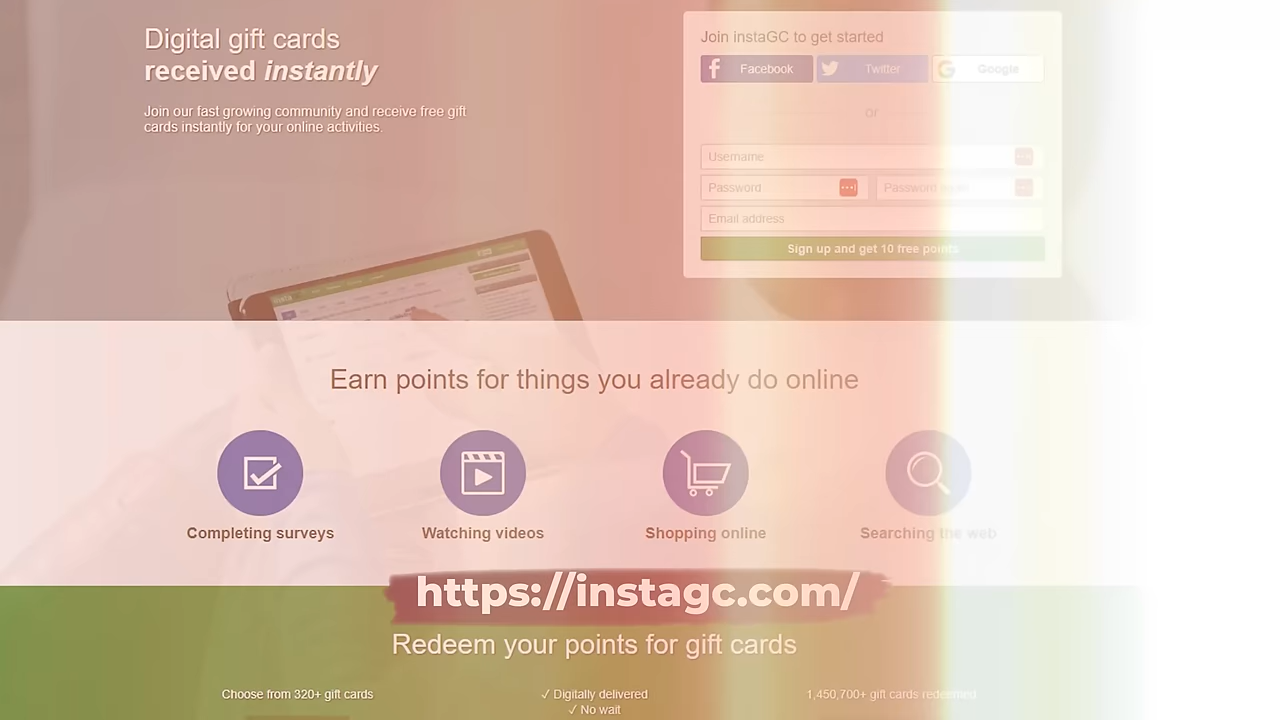 Digital gift cards
received instantly
Join our fast growing community and receive free gift
cards instantly for your online activities.
Join instaGC to get started
Facebook
Twitter
Google
or
Username
Password
Password again
Email address
Sign up and get 10 free points
Earn points for things you already do online
Completing surveys
Watching videos
Shopping online
Searching the web
https://instagc.com/
Redeem your points for gift cards
Choose from 320+ gift cards
✓ Digitally delivered
✓ No wait
1,450,700+ gift cards redeemed